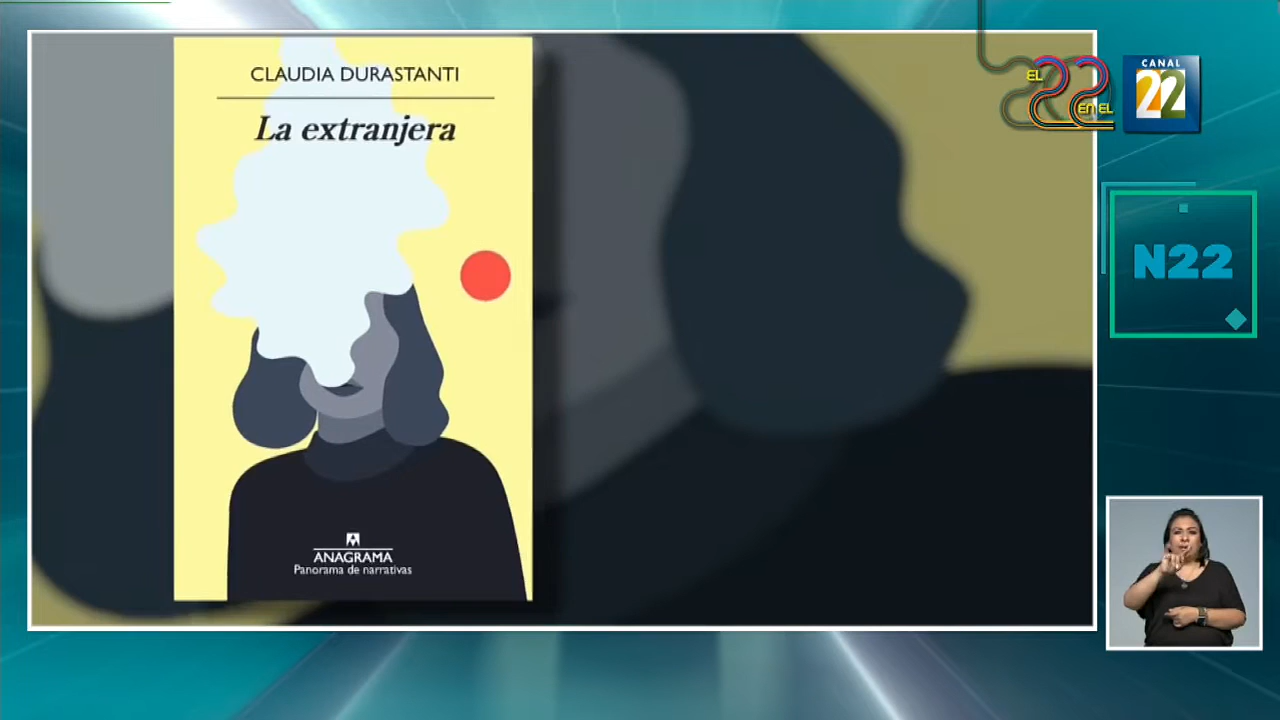 CLAUDIA DURASTANTI
La extranjera
ANAGRAMA
Panorama de narrativas
EL
22
EN EL
CANAL
22
N22